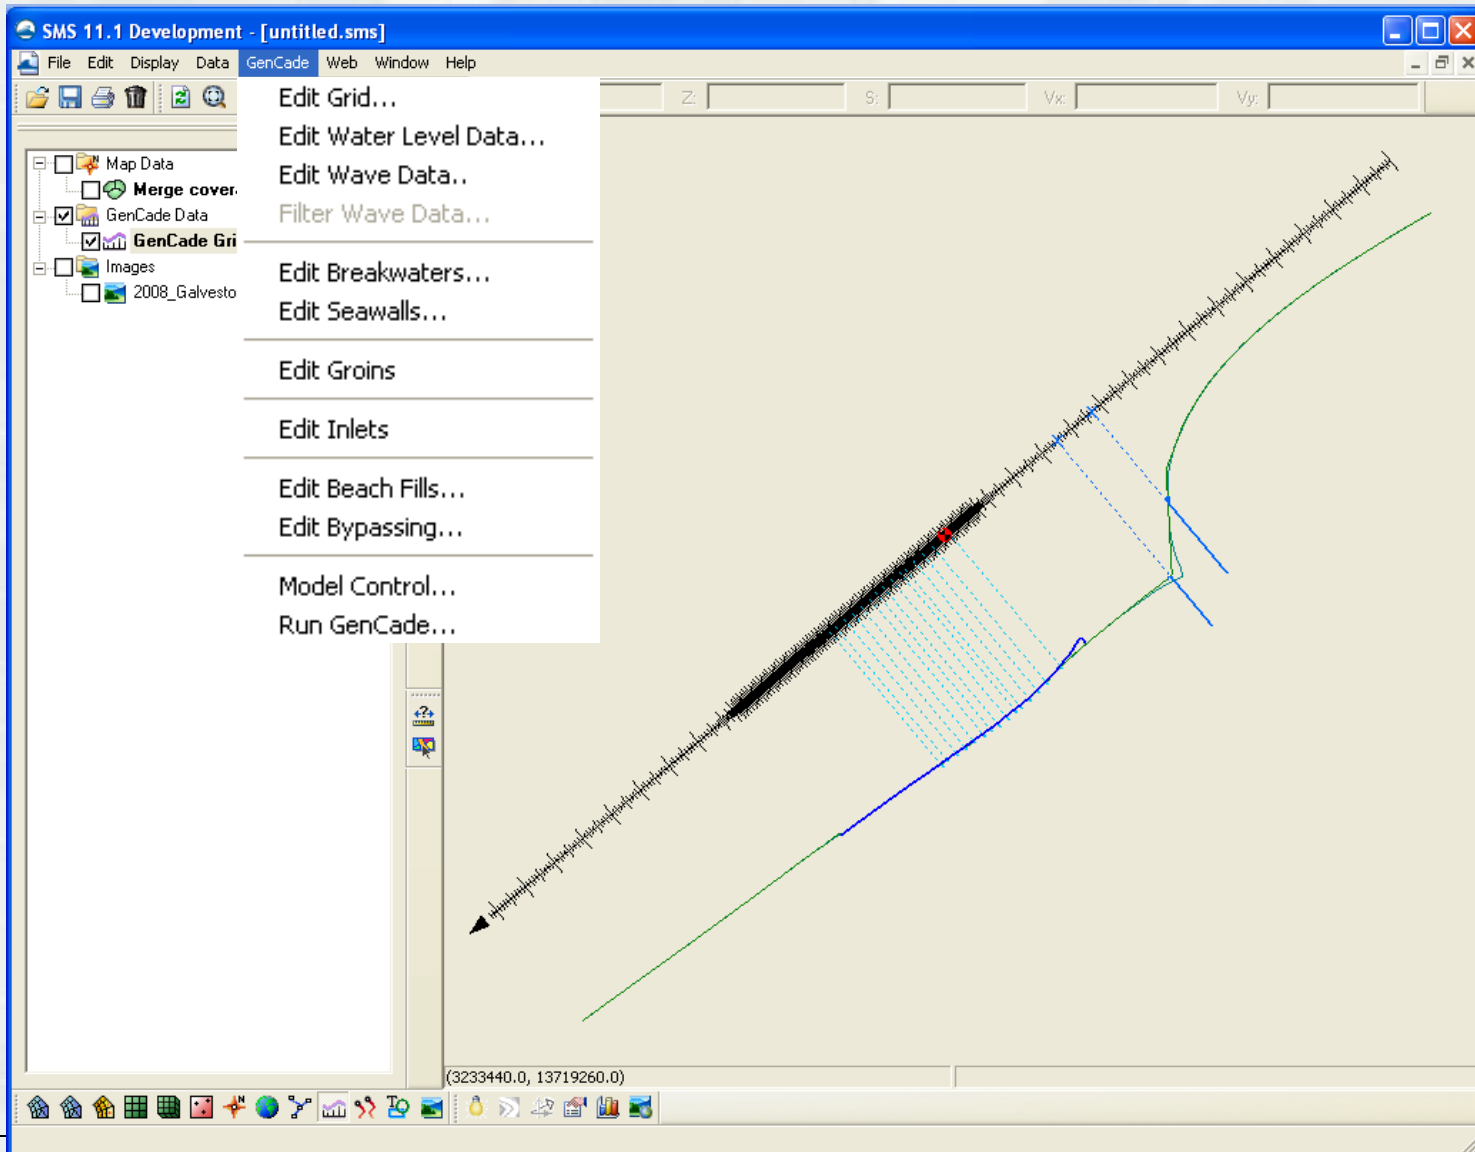 SMS 11.1 Development - [untitled.sms]
File Edit Display Data GenCade Web Window Help
Z: S: Vx: Vy:
Edit Grid...
Edit Water Level Data...
Edit Wave Data..
Filter Wave Data...
Edit Breakwaters...
Edit Seawalls...
Edit Groins
Edit Inlets
Edit Beach Fills...
Edit Bypassing...
Model Control...
Run GenCade...
Map Data
Merge cover
GenCade Data
GenCade Gri
Images
2008_Galvesto
(3233440.0, 13719260.0)